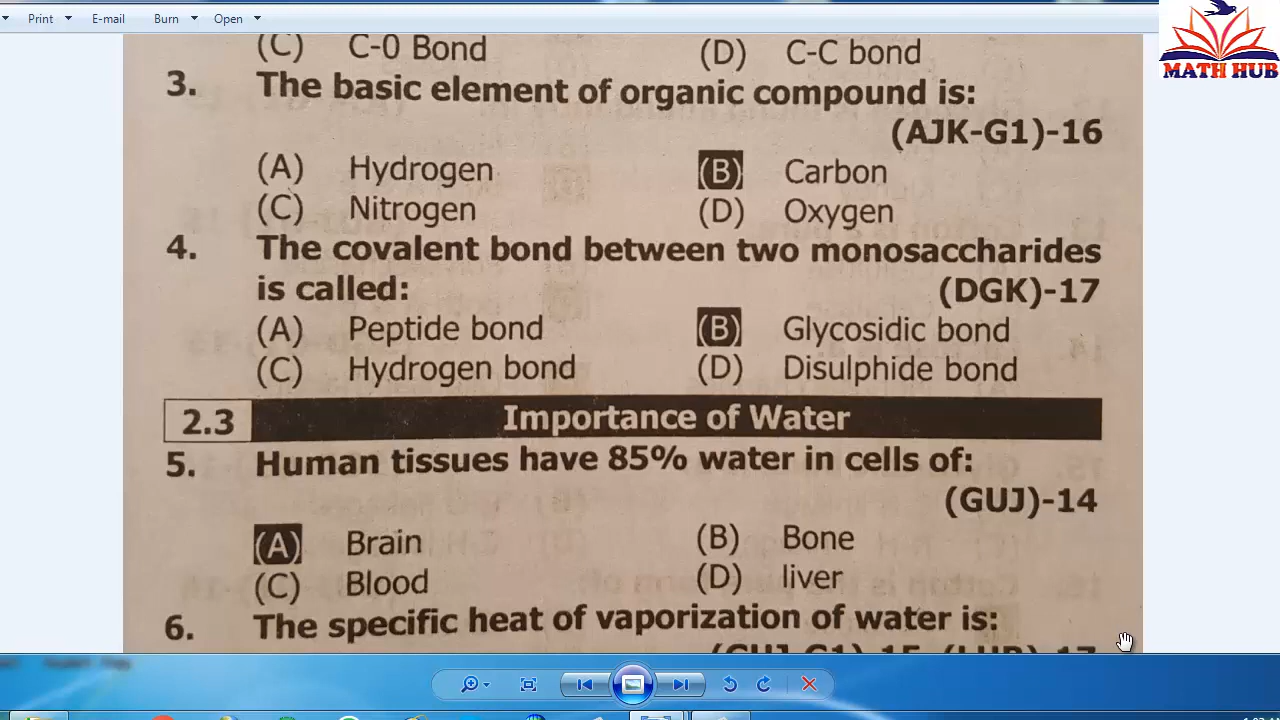 Print E-mail Burn Open
MATH HUB
(C) C-0 Bond (D) C-C bond
3. The basic element of organic compound is:
(AJK-G1)-16
(A) Hydrogen (B) Carbon
(C) Nitrogen (D) Oxygen
4. The covalent bond between two monosaccharides
is called: (DGK)-17
(A) Peptide bond (B) Glycosidic bond
(C) Hydrogen bond (D) Disulphide bond
2.3 Importance of Water
5. Human tissues have 85% water in cells of:
(GUJ)-14
(A) Brain (B) Bone
(C) Blood (D) liver
6. The specific heat of vaporization of water is: